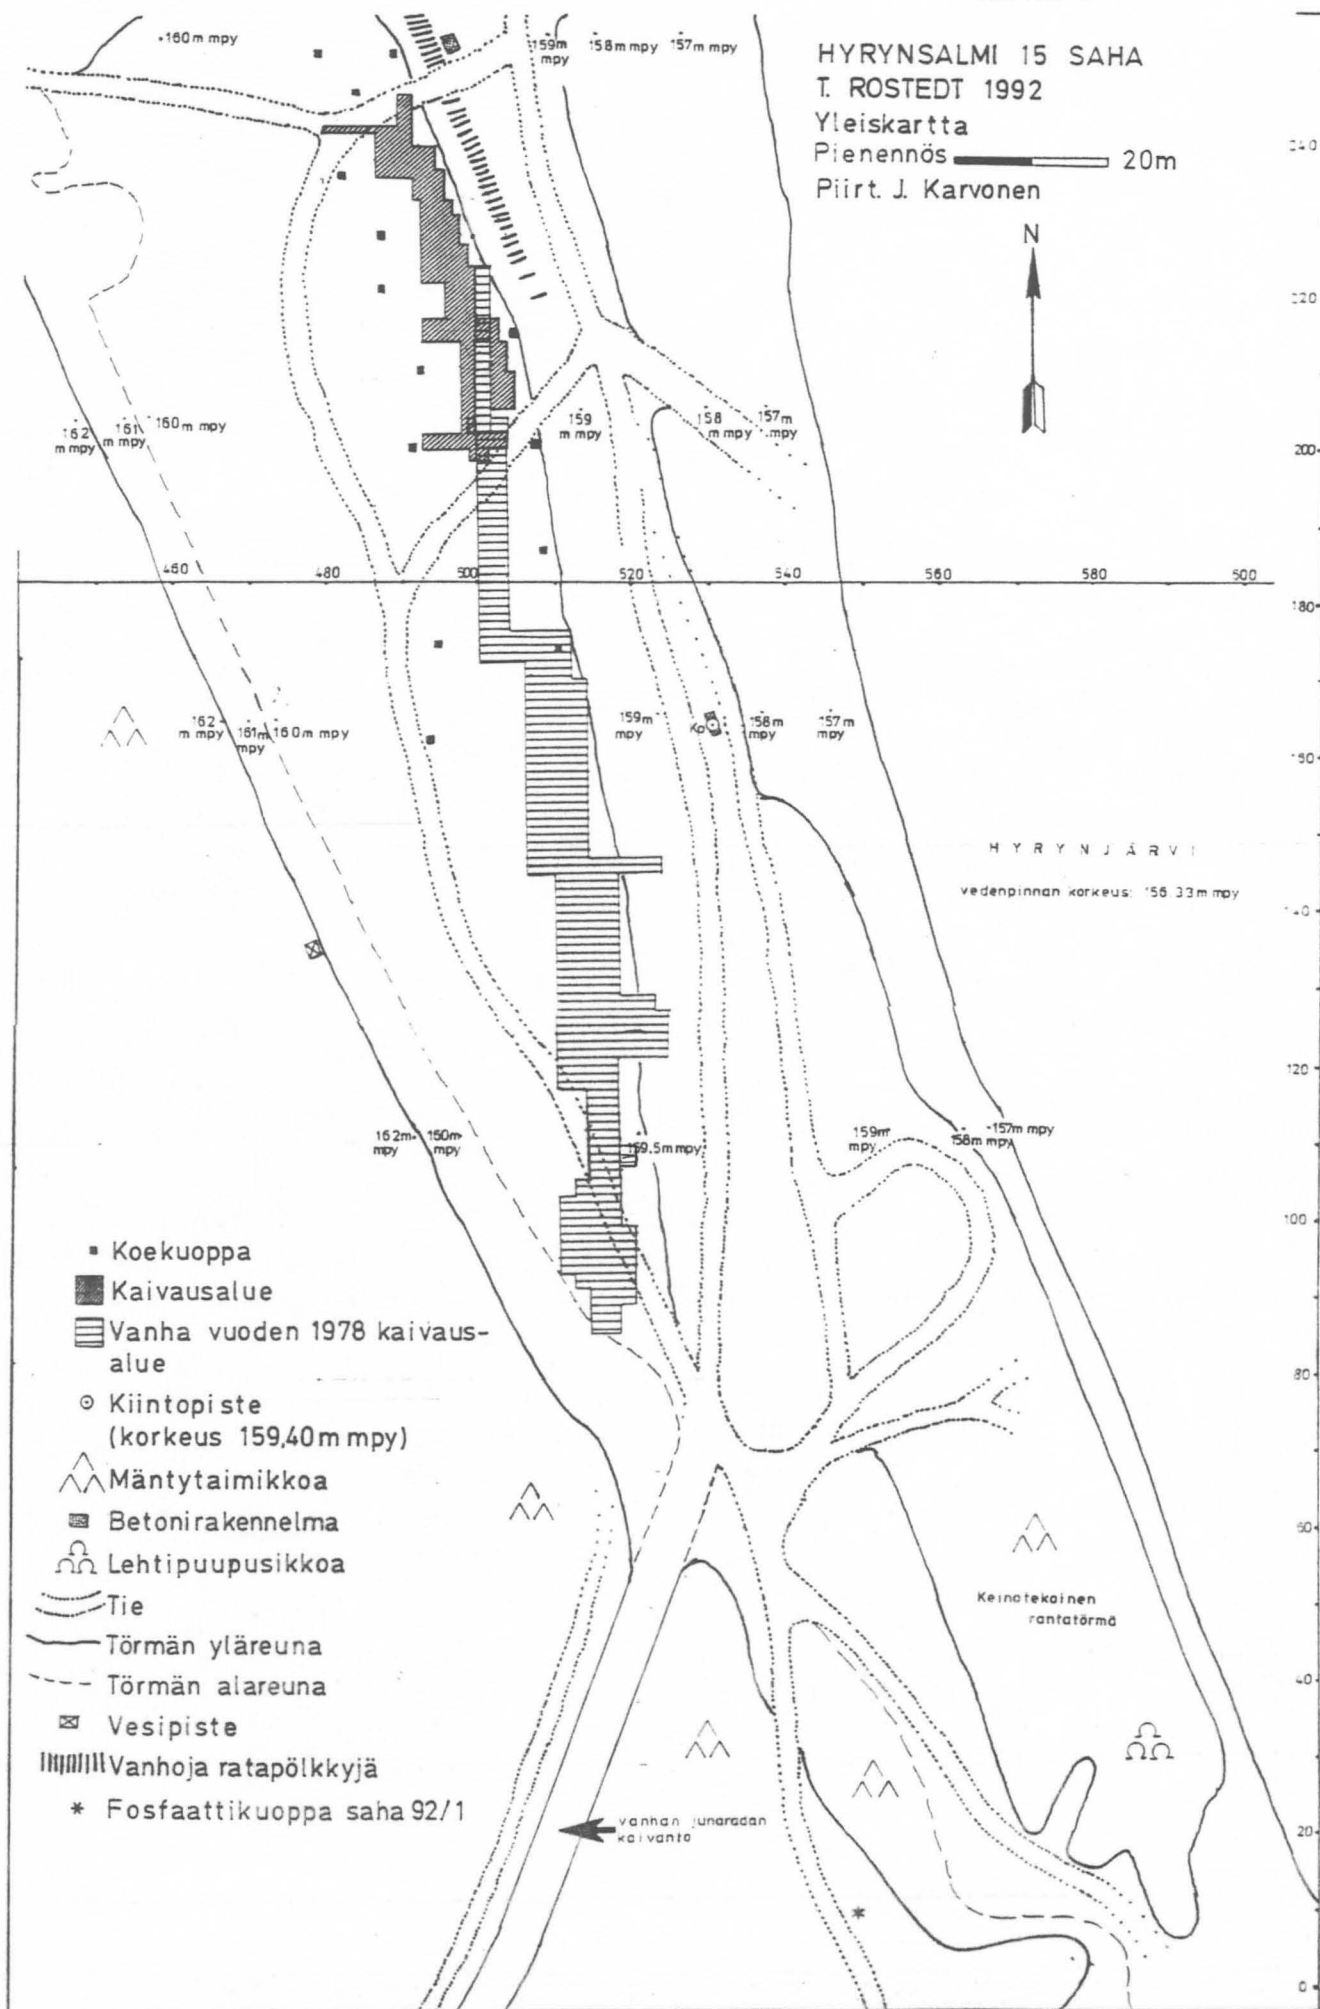 HYRYNSALMI 15 SAHA
T. ROSTEDT 1992
Yleiskartta
Pienennös 20m
Piirt. J. Karvonen
N
160m mpy
159m mpy
158m mpy
157m mpy
162 m mpy
161 m mpy
160m mpy
159 m mpy
158 m mpy
157m mpy
200
460
480
500
520
540
560
580
500
180
162 m mpy
161m mpy
160m mpy
159m mpy
Kp
158m mpy
157m mpy
HYRYNJÄRVI
vedenpinnan korkeus: 156.33m mpy
120
162m mpy
160m mpy
159.5m mpy
159m mpy
158m mpy
157m mpy
100
Koekuoppa
Kaivausalue
Vanha vuoden 1978 kaivaus-
alue
80
Kiintopiste
(korkeus 159,40m mpy)
Mäntytaimikkoa
Betonirakennelma
60
Lehtipuupusikkoa
Tie
Keinotekoinen
rantatörmä
Törmän yläreuna
Törmän alareuna
40
Vesipiste
Vanhoja ratapölkkyjä
Fosfaattikuoppa saha 92/1
vanhan junaradan
kaivanto
20
0